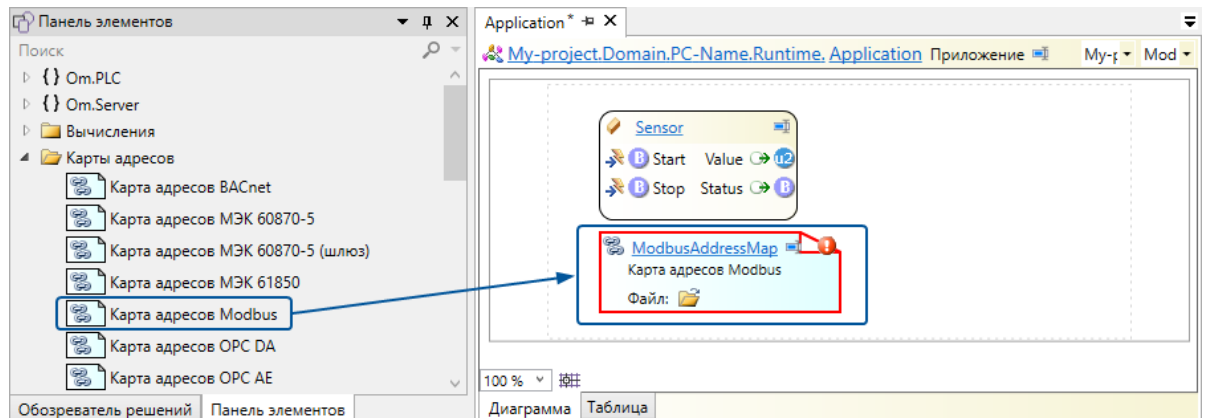 Панель элементов
Поиск
{ } Om.PLC
{ } Om.Server
Вычисления
Карты адресов
Карта адресов BACnet
Карта адресов МЭК 60870-5
Карта адресов МЭК 60870-5 (шлюз)
Карта адресов МЭК 61850
Карта адресов Modbus
Карта адресов OPC DA
Карта адресов OPC AE
Обозреватель решений Панель элементов
Application*
My-project.Domain.PC-Name.Runtime. Application Приложение My-p Mod
Sensor
B Start Value u2
B Stop Status B
ModbusAddressMap
Карта адресов Modbus
Файл:
100 %
Диаграмма Таблица